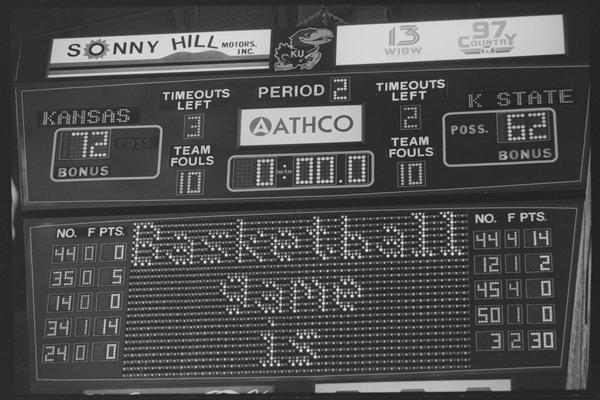 SONNY HILL MOTORS. INC.
KU
13 WIBW
97 COUNTRY
KANSAS
TIMEOUTS LEFT
PERIOD 2
TIMEOUTS LEFT
K STATE
72 POSS.
3
AATHCO
2
POSS. 62
BONUS
TEAM FOULS
TEAM FOULS
BONUS
10
0:00.0
10
NO. F PTS.
Basketball
NO. F PTS.
44 0 0
44 4 14
35 0 5
12 1 2
14 0 0
game
45 4 0
34 1 14
50 1 0
24 0 0
is
3 2 30